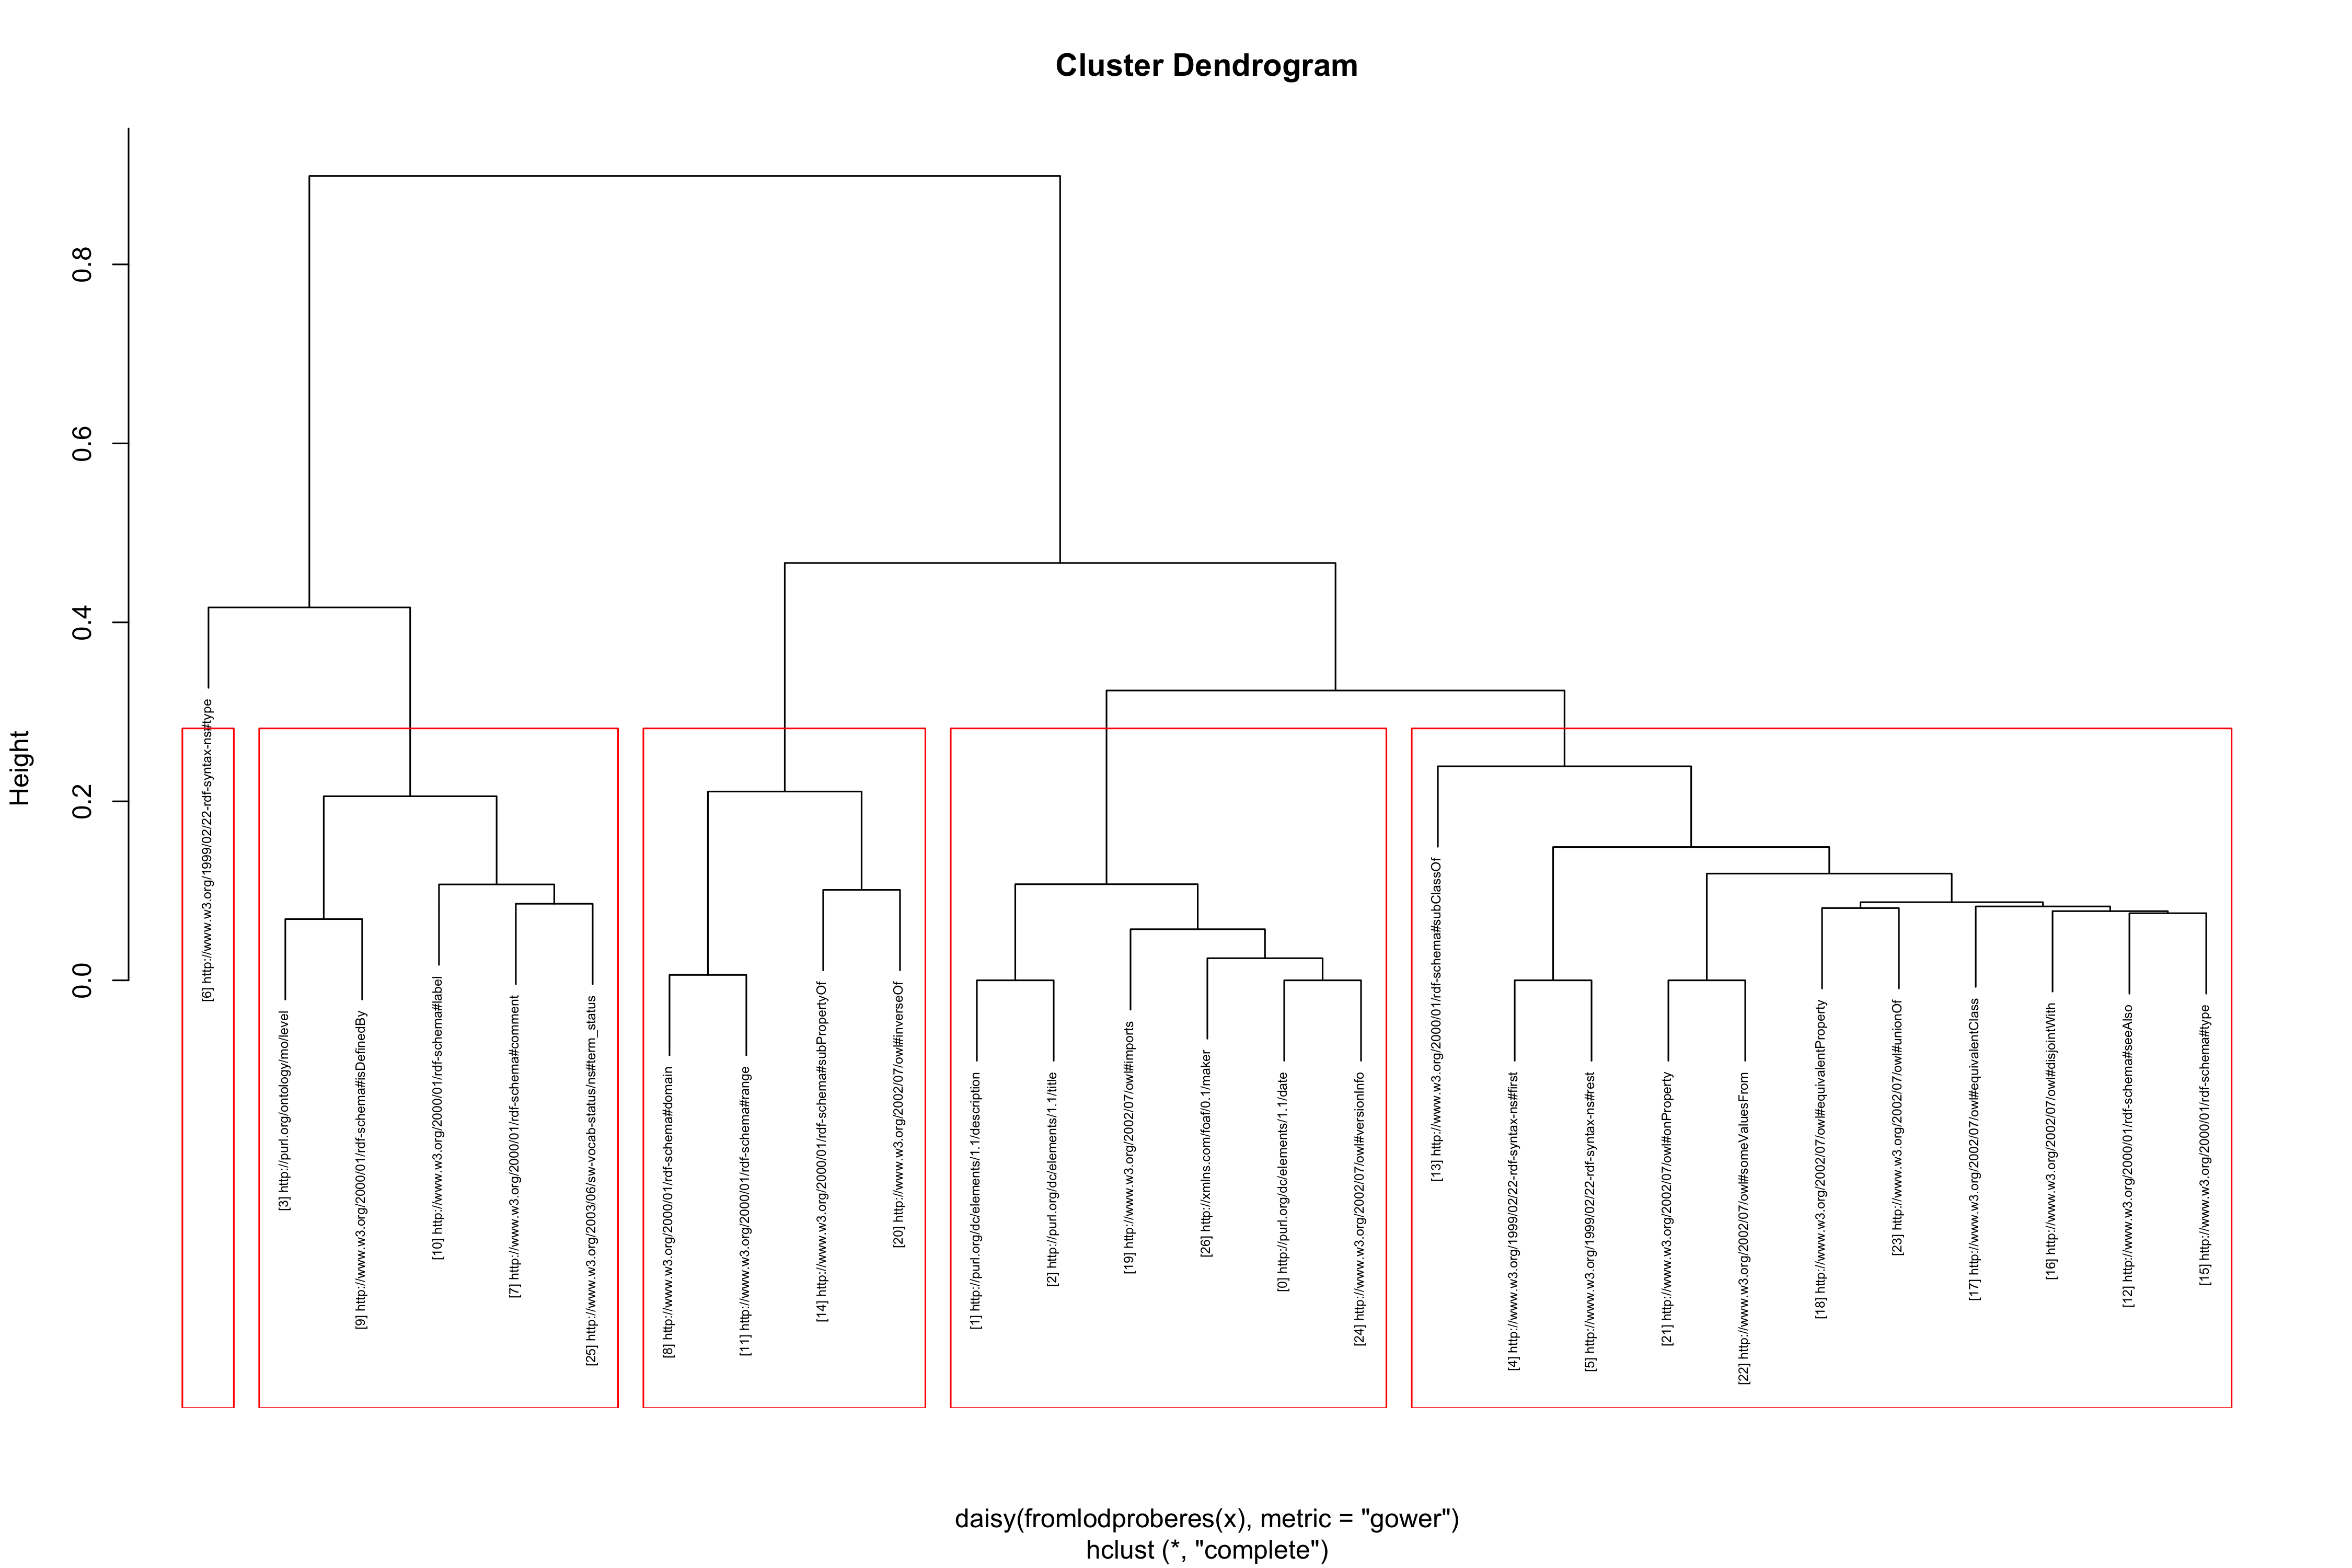 Cluster Dendrogram
Height
0.0
0.2
0.4
0.6
0.8
[6] http://www.w3.org/1999/02/22-rdf-syntax-ns#type
[3] http://purl.org/ontology/mo/level
[9] http://www.w3.org/2000/01/rdf-schema#isDefinedBy
[10] http://www.w3.org/2000/01/rdf-schema#label
[7] http://www.w3.org/2000/01/rdf-schema#comment
[25] http://www.w3.org/2003/06/sw-vocab-status/ns#term_status
[8] http://www.w3.org/2000/01/rdf-schema#domain
[11] http://www.w3.org/2000/01/rdf-schema#range
[14] http://www.w3.org/2000/01/rdf-schema#subPropertyOf
[20] http://www.w3.org/2002/07/owl#inverseOf
[1] http://purl.org/dc/elements/1.1/description
[2] http://purl.org/dc/elements/1.1/title
[19] http://www.w3.org/2002/07/owl#imports
[26] http://xmlns.com/foaf/0.1/maker
[0] http://purl.org/dc/elements/1.1/date
[24] http://www.w3.org/2002/07/owl#versionInfo
[13] http://www.w3.org/2000/01/rdf-schema#subClassOf
[4] http://www.w3.org/1999/02/22-rdf-syntax-ns#first
[5] http://www.w3.org/1999/02/22-rdf-syntax-ns#rest
[21] http://www.w3.org/2002/07/owl#onProperty
[22] http://www.w3.org/2002/07/owl#someValuesFrom
[18] http://www.w3.org/2002/07/owl#equivalentProperty
[23] http://www.w3.org/2002/07/owl#unionOf
[17] http://www.w3.org/2002/07/owl#equivalentClass
[16] http://www.w3.org/2002/07/owl#disjointWith
[12] http://www.w3.org/2000/01/rdf-schema#seeAlso
[15] http://www.w3.org/2000/01/rdf-schema#type
daisy(fromlodproberes(x), metric = "gower")
hclust (*, "complete")